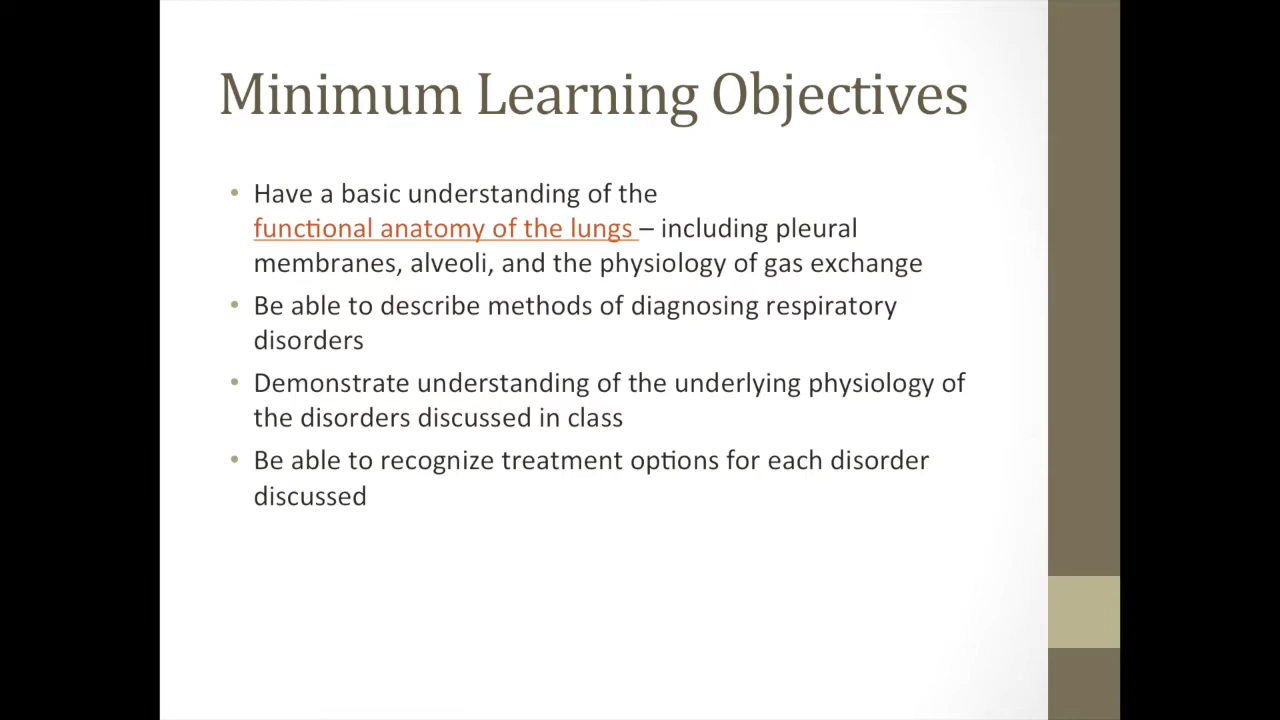 Minimum Learning Objectives
• Have a basic understanding of the
functional anatomy of the lungs – including pleural
membranes, alveoli, and the physiology of gas exchange
• Be able to describe methods of diagnosing respiratory
disorders
• Demonstrate understanding of the underlying physiology of
the disorders discussed in class
• Be able to recognize treatment options for each disorder
discussed